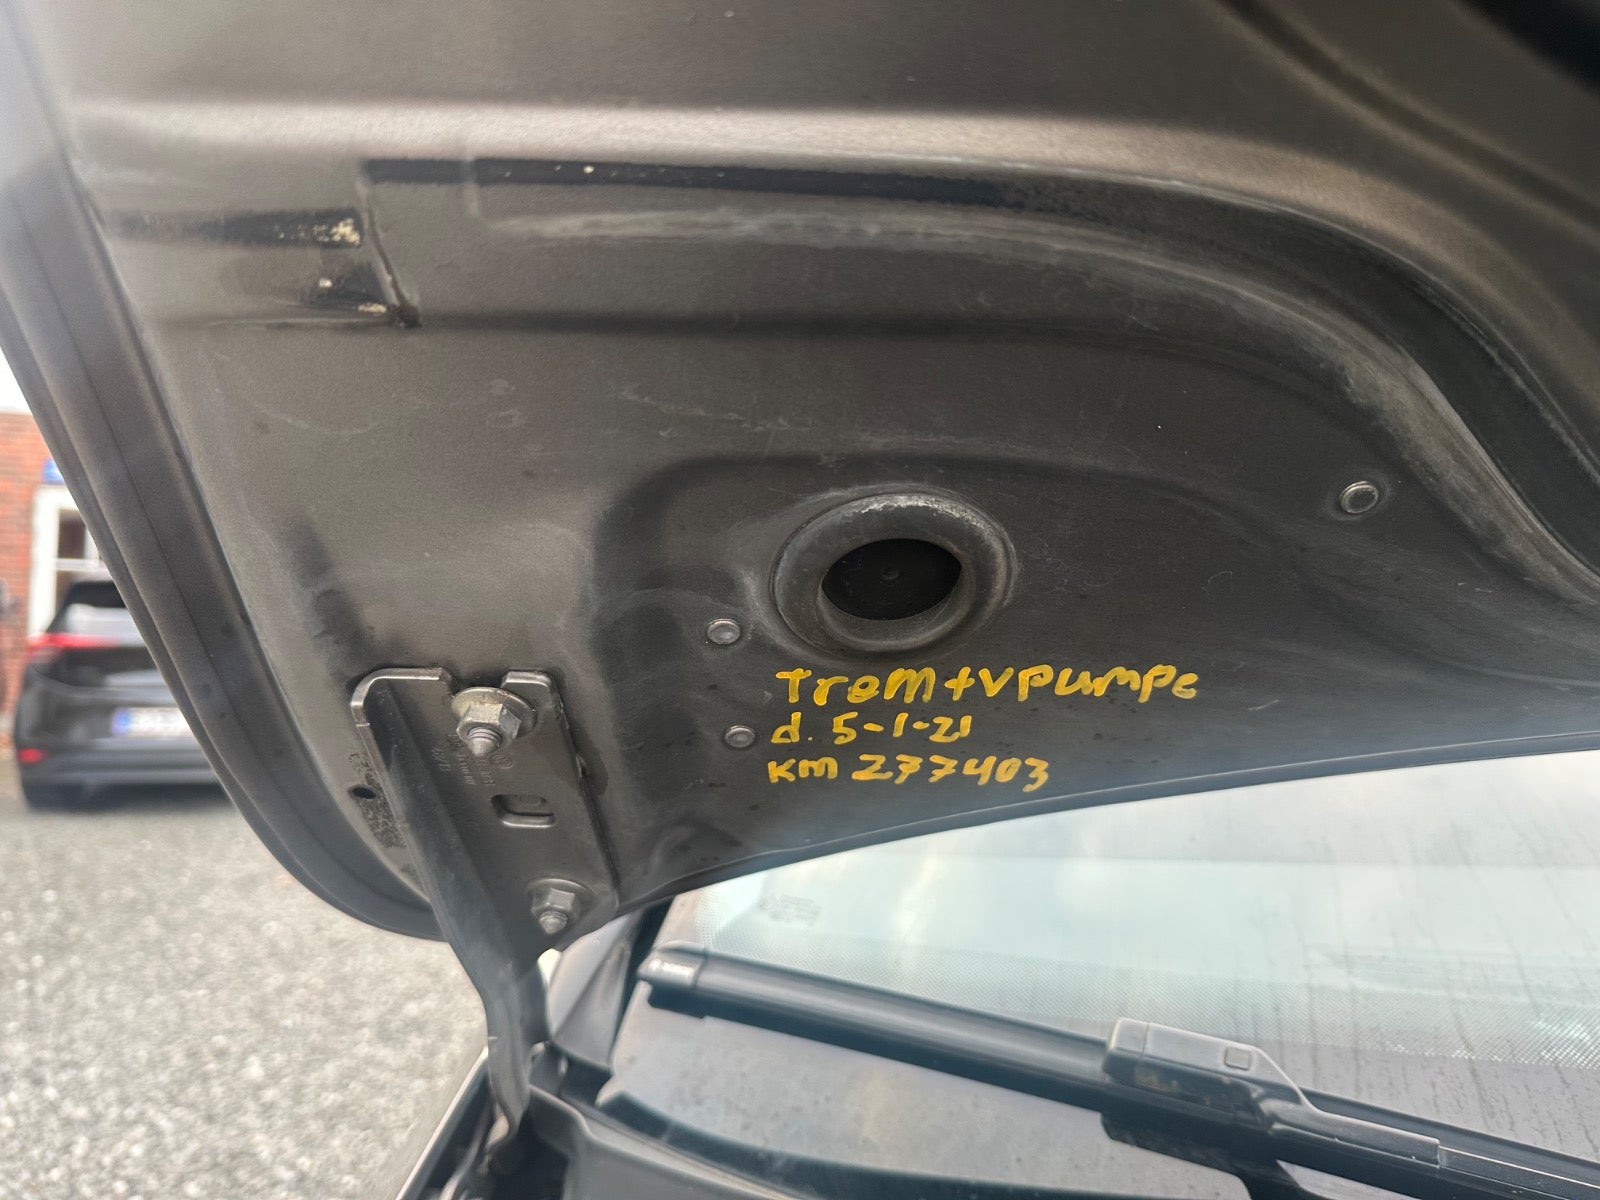 TreM+VPumpe
d. 5-1-21
KM 277403